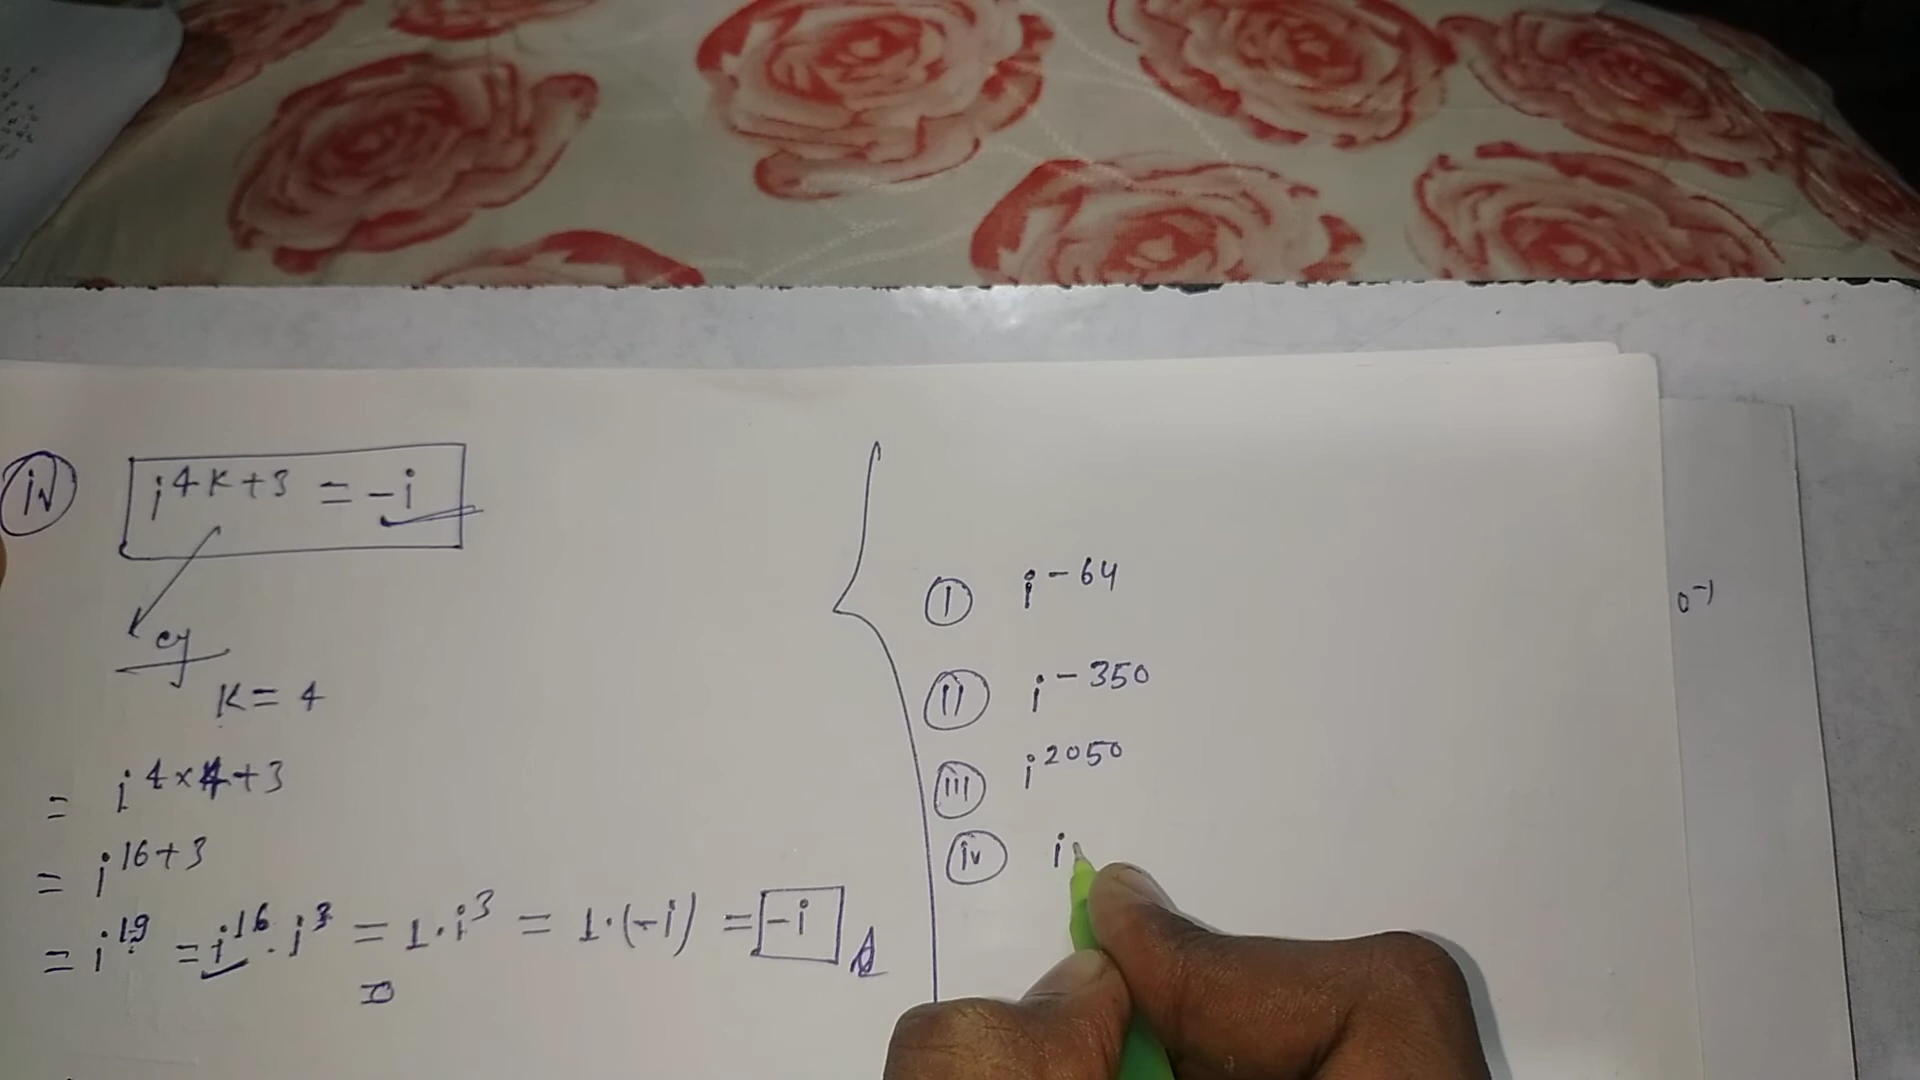 iv i^4K+3 = -i
eg
K = 4
= i^4×4+3
= i^16+3
= i^19 = i^16 · i^3 = 1·i^3 = 1·(-i) = -i
I i^-64
II i^-350
III i^2050
iv i